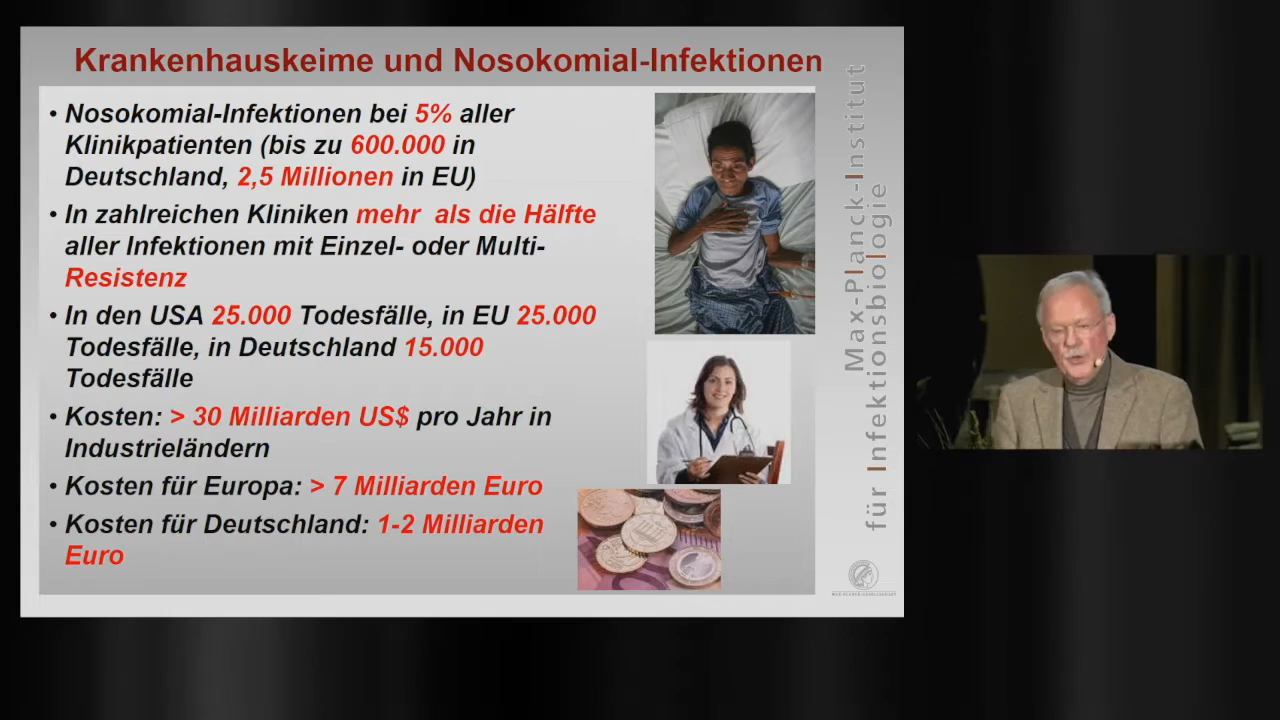 Krankenhauskeime und Nosokomial-Infektionen
• Nosokomial-Infektionen bei 5% aller
Klinikpatienten (bis zu 600.000 in
Deutschland, 2,5 Millionen in EU)
• In zahlreichen Kliniken mehr als die Hälfte
aller Infektionen mit Einzel- oder Multi-
Resistenz
• In den USA 25.000 Todesfälle, in EU 25.000
Todesfälle, in Deutschland 15.000
Todesfälle
• Kosten: > 30 Milliarden US$ pro Jahr in
Industrieländern
• Kosten für Europa: > 7 Milliarden Euro
• Kosten für Deutschland: 1-2 Milliarden
Euro
Max-Planck-Institut
für Infektionsbiologie
MAX-PLANCK-GESELLSCHAFT